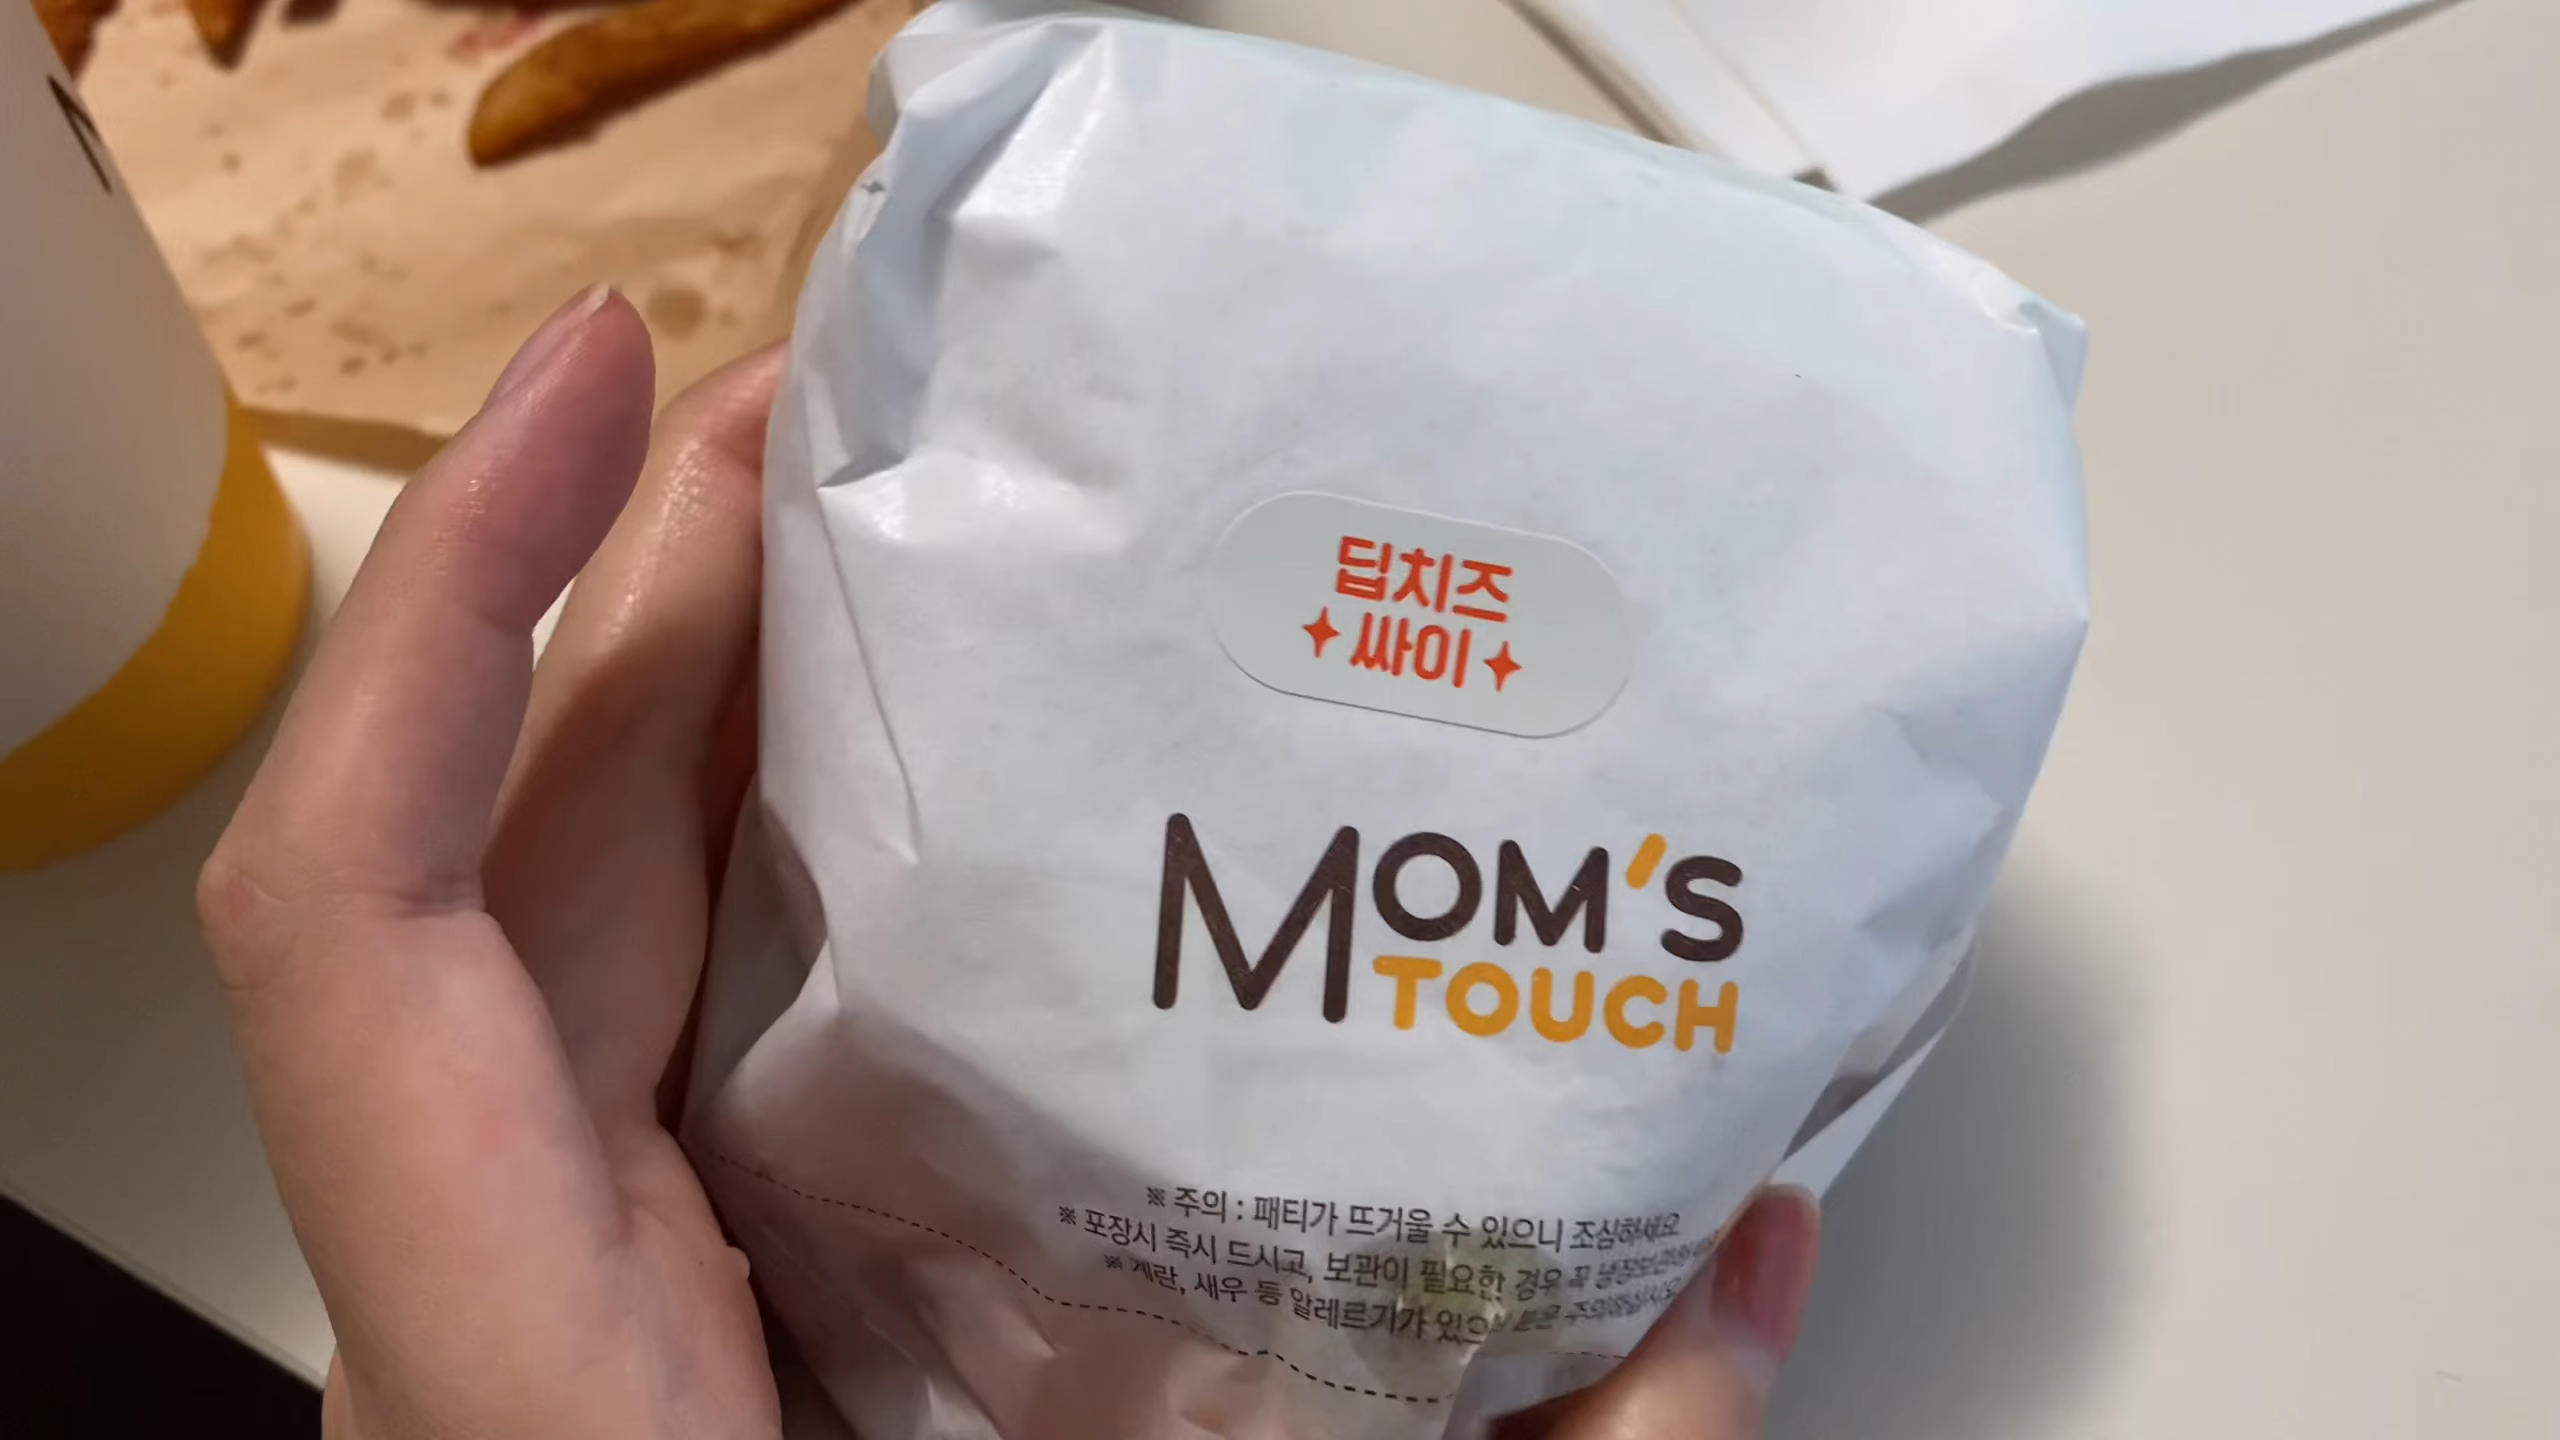 딥치즈
✦싸이✦
MOM'S
TOUCH
※ 주의 : 패티가 뜨거울 수 있으니 조심하세요
※ 포장시 즉시 드시고, 보관이 필요한 경우 꼭
※ 계란, 새우 등 알레르기가 있으